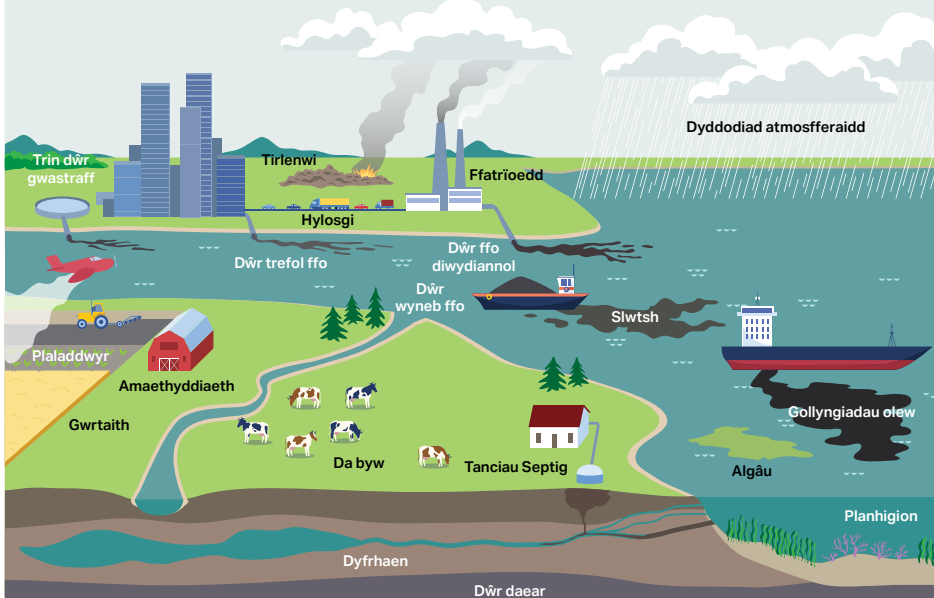 Dyddodiad atmosfferaidd
Trin dŵr
gwastraff
Tirlenwi
Ffatrïoedd
Hylosgi
Dŵr trefol ffo
Dŵr ffo
diwydiannol
Dŵr
wyneb ffo
Slwtsh
Plaladdwyr
Amaethyddiaeth
Gwrtaith
Gollyngiadau olew
Da byw
Tanciau Septig
Algâu
Planhigion
Dyfrhaen
Dŵr daear